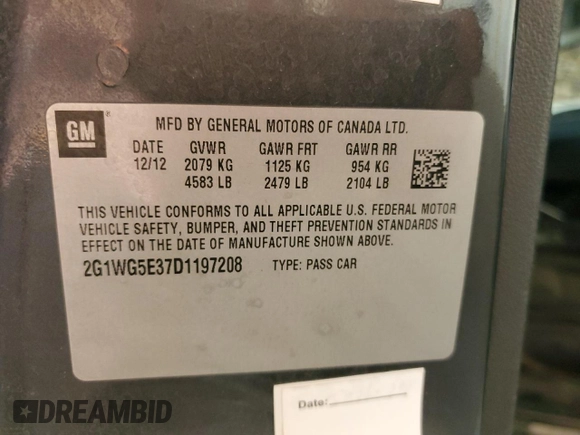 GM
MFD BY GENERAL MOTORS OF CANADA LTD.
DATE GVWR GAWR FRT GAWR RR
12/12 2079 KG 1125 KG 954 KG
4583 LB 2479 LB 2104 LB
THIS VEHICLE CONFORMS TO ALL APPLICABLE U.S. FEDERAL MOTOR
VEHICLE SAFETY, BUMPER, AND THEFT PREVENTION STANDARDS IN
EFFECT ON THE DATE OF MANUFACTURE SHOWN ABOVE.
2G1WG5E37D1197208 TYPE: PASS CAR
Date:
DREAMBID